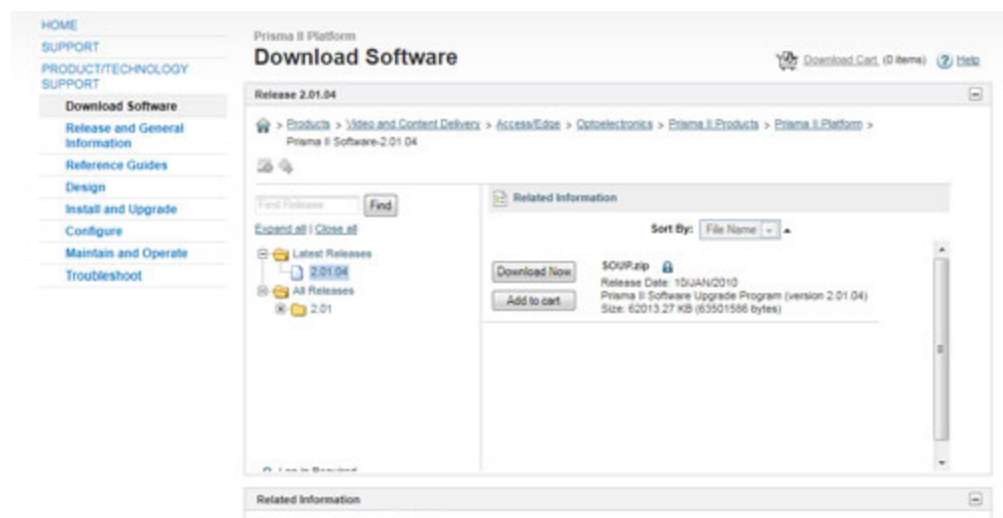 HOME
SUPPORT
PRODUCT/TECHNOLOGY
SUPPORT
Download Software
Release and General
Information
Reference Guides
Design
Install and Upgrade
Configure
Maintain and Operate
Troubleshoot
Prisma II Platform
Download Software
Download Cart (0 items) Help
Release 2.01.04
> Products > Video and Content Delivery > Access/Edge > Optoelectronics > Prisma II Products > Prisma II Platform >
Prisma II Software-2.01.04
Find Release Find
Expand all | Close all
Latest Releases
2.01.04
All Releases
2.01
Related Information
Sort By: File Name
Download Now
Add to cart
SOUP.zip
Release Date: 10/JAN/2010
Prisma II Software Upgrade Program (version 2.01.04)
Size: 62013.27 KB (63501586 bytes)
Log in Required
Related Information